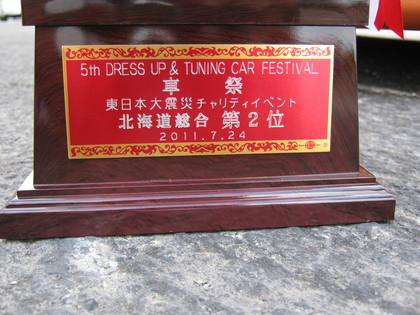 5th DRESS UP & TUNING CAR FESTIVAL
車 祭
東日本大震災チャリティイベント
北海道総合 第2位
2011.7.24